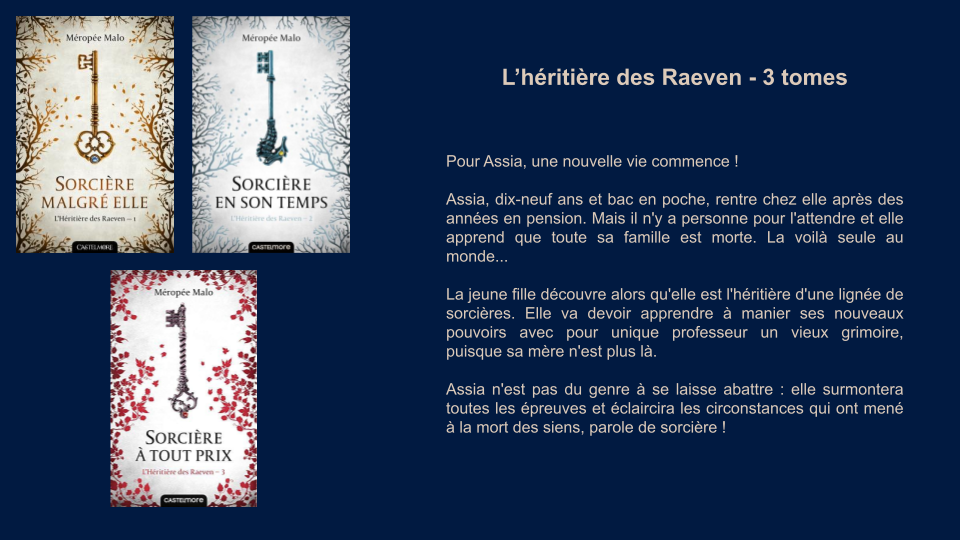 Méropée Malo
SORCIÈRE
MALGRÉ ELLE
L'Héritière des Raeven – 1
CASTELMORE
Méropée Malo
SORCIÈRE
EN SON TEMPS
L'Héritière des Raeven - 2
CASTELMORE
Méropée Malo
SORCIÈRE
À TOUT PRIX
L'Héritière des Raeven – 3
CASTELMORE
L’héritière des Raeven - 3 tomes
Pour Assia, une nouvelle vie commence !
Assia, dix-neuf ans et bac en poche, rentre chez elle après des
années en pension. Mais il n'y a personne pour l'attendre et elle
apprend que toute sa famille est morte. La voilà seule au
monde...
La jeune fille découvre alors qu'elle est l'héritière d'une lignée de
sorcières. Elle va devoir apprendre à manier ses nouveaux
pouvoirs avec pour unique professeur un vieux grimoire,
puisque sa mère n'est plus là.
Assia n'est pas du genre à se laisse abattre : elle surmontera
toutes les épreuves et éclaircira les circonstances qui ont mené
à la mort des siens, parole de sorcière !